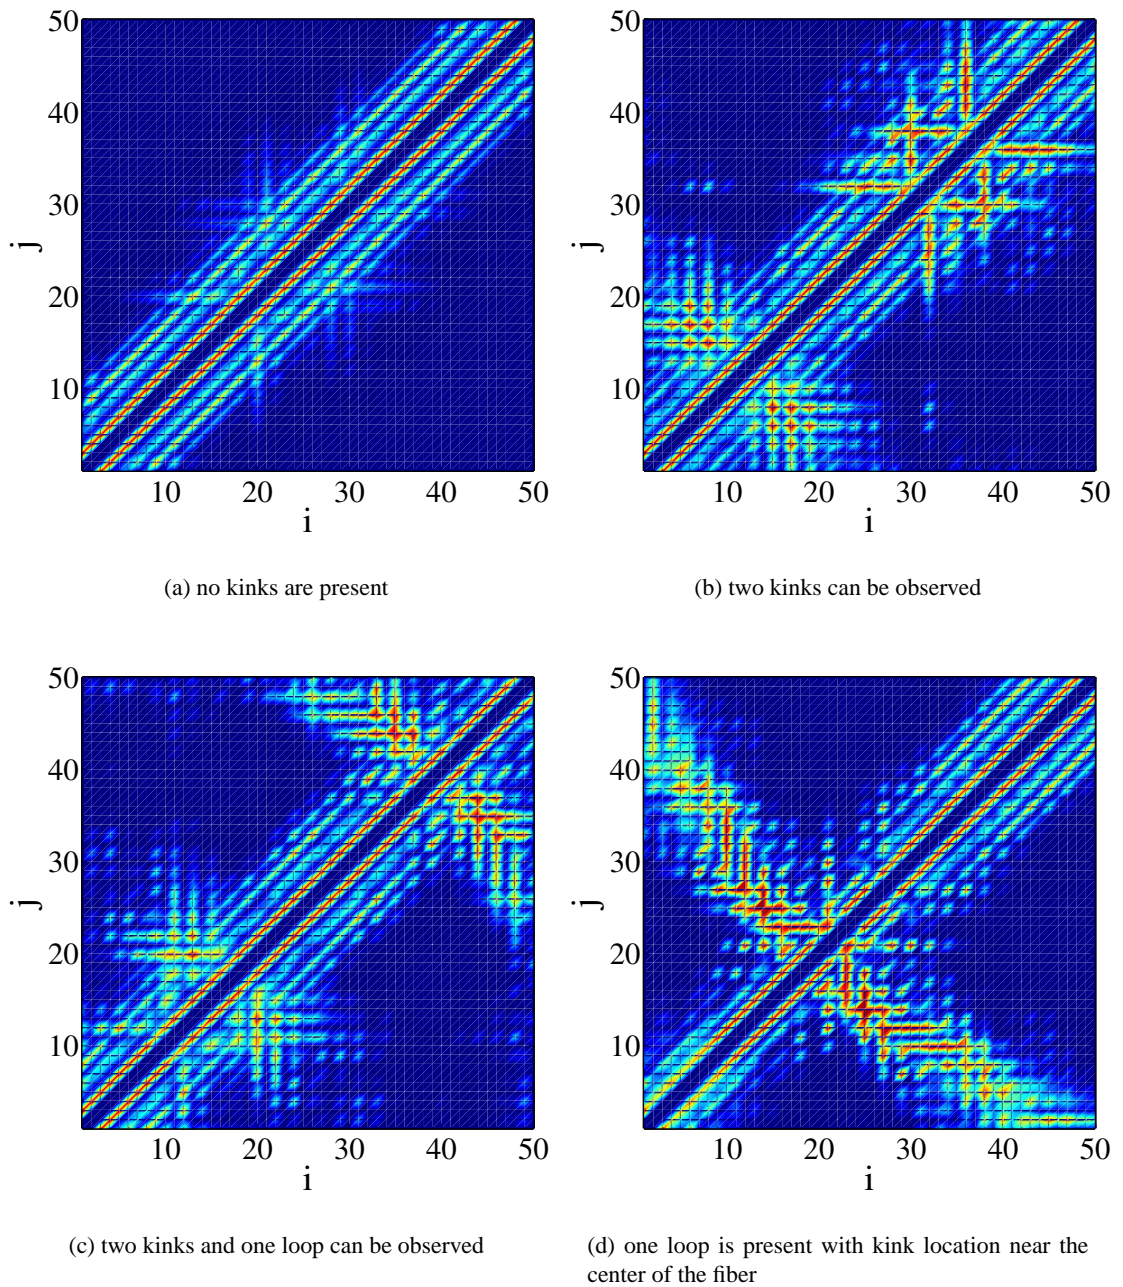 50
40
30
20
10
j
10 20 30 40 50
i
(a) no kinks are present
50
40
30
20
10
j
10 20 30 40 50
i
(b) two kinks can be observed
50
40
30
20
10
j
10 20 30 40 50
i
(c) two kinks and one loop can be observed
50
40
30
20
10
j
10 20 30 40 50
i
(d) one loop is present with kink location near the
center of the fiber